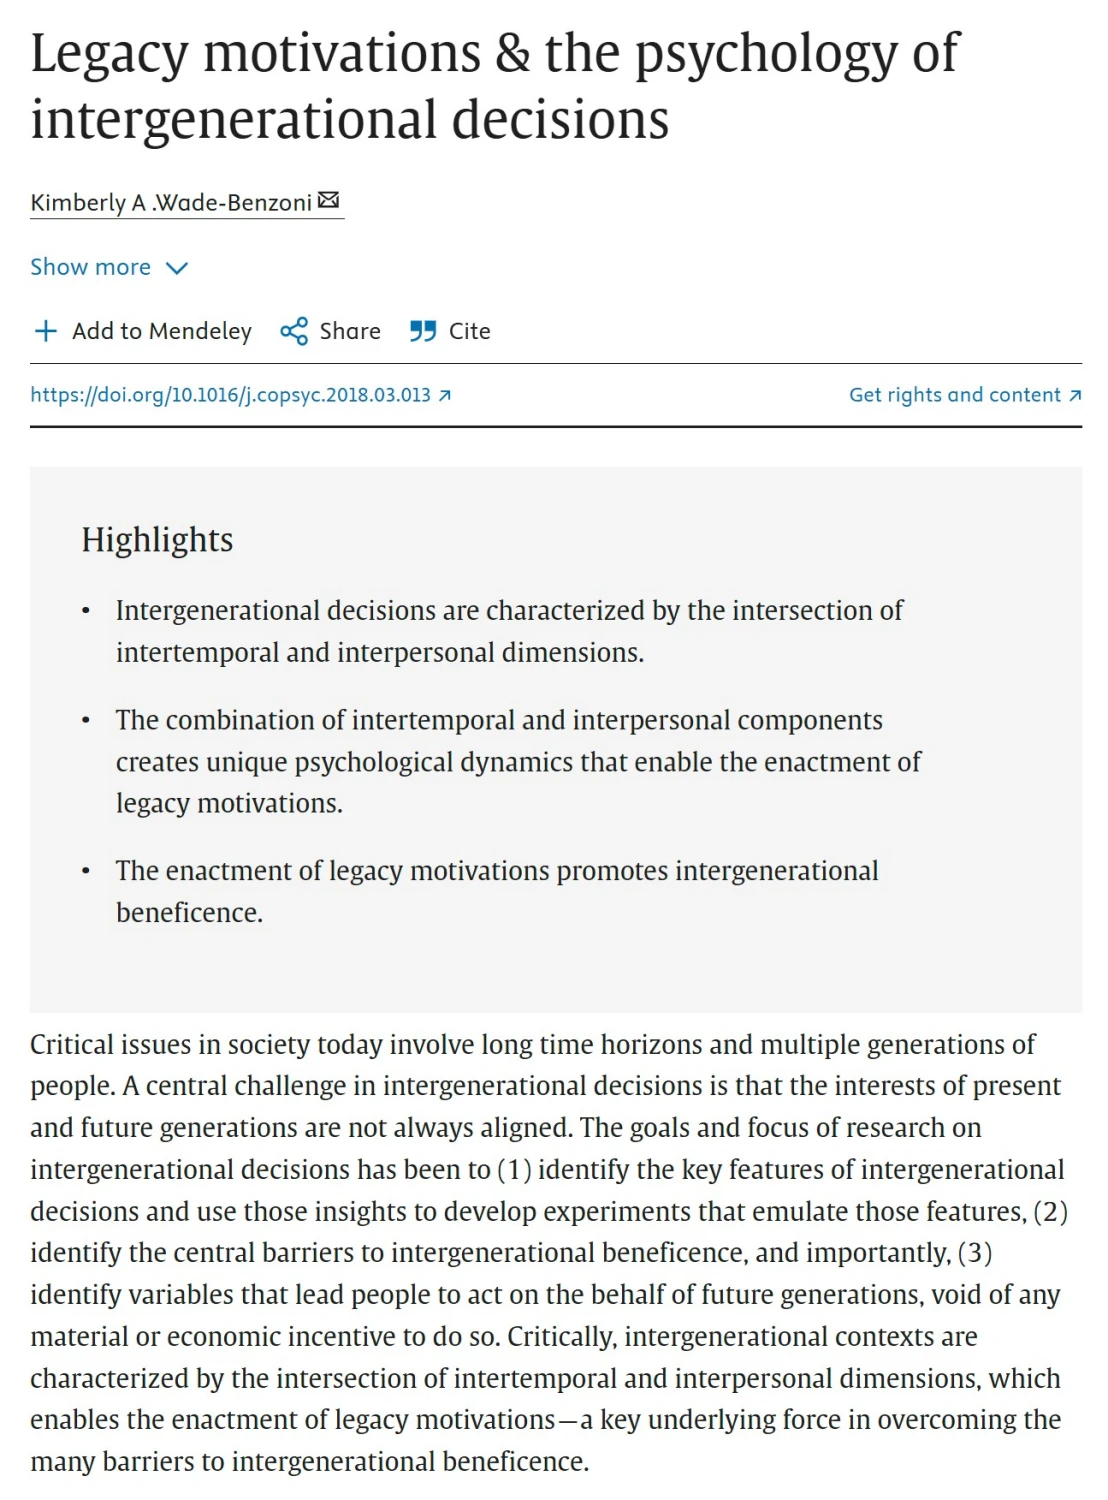 Legacy motivations & the psychology of
intergenerational decisions
Kimberly A .Wade-Benzoni
Show more
Add to Mendeley Share Cite
https://doi.org/10.1016/j.copsyc.2018.03.013 Get rights and content
Highlights
• Intergenerational decisions are characterized by the intersection of
intertemporal and interpersonal dimensions.
• The combination of intertemporal and interpersonal components
creates unique psychological dynamics that enable the enactment of
legacy motivations.
• The enactment of legacy motivations promotes intergenerational
beneficence.
Critical issues in society today involve long time horizons and multiple generations of
people. A central challenge in intergenerational decisions is that the interests of present
and future generations are not always aligned. The goals and focus of research on
intergenerational decisions has been to (1) identify the key features of intergenerational
decisions and use those insights to develop experiments that emulate those features, (2)
identify the central barriers to intergenerational beneficence, and importantly, (3)
identify variables that lead people to act on the behalf of future generations, void of any
material or economic incentive to do so. Critically, intergenerational contexts are
characterized by the intersection of intertemporal and interpersonal dimensions, which
enables the enactment of legacy motivations—a key underlying force in overcoming the
many barriers to intergenerational beneficence.